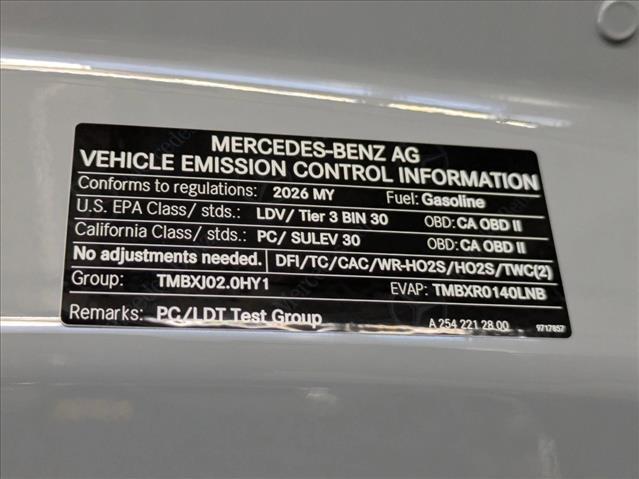 MERCEDES-BENZ AG
VEHICLE EMISSION CONTROL INFORMATION
Conforms to regulations: 2026 MY Fuel: Gasoline
U.S. EPA Class/ stds.: LDV/ Tier 3 BIN 30 OBD: CA OBD II
California Class/ stds.: PC/ SULEV 30 OBD: CA OBD II
No adjustments needed. DFI/TC/CAC/WR-HO2S/HO2S/TWC(2)
Group: TMBXJ02.0HY1 EVAP: TMBXR0140LNB
Remarks: PC/LDT Test Group A 254 221 28 00 9717857